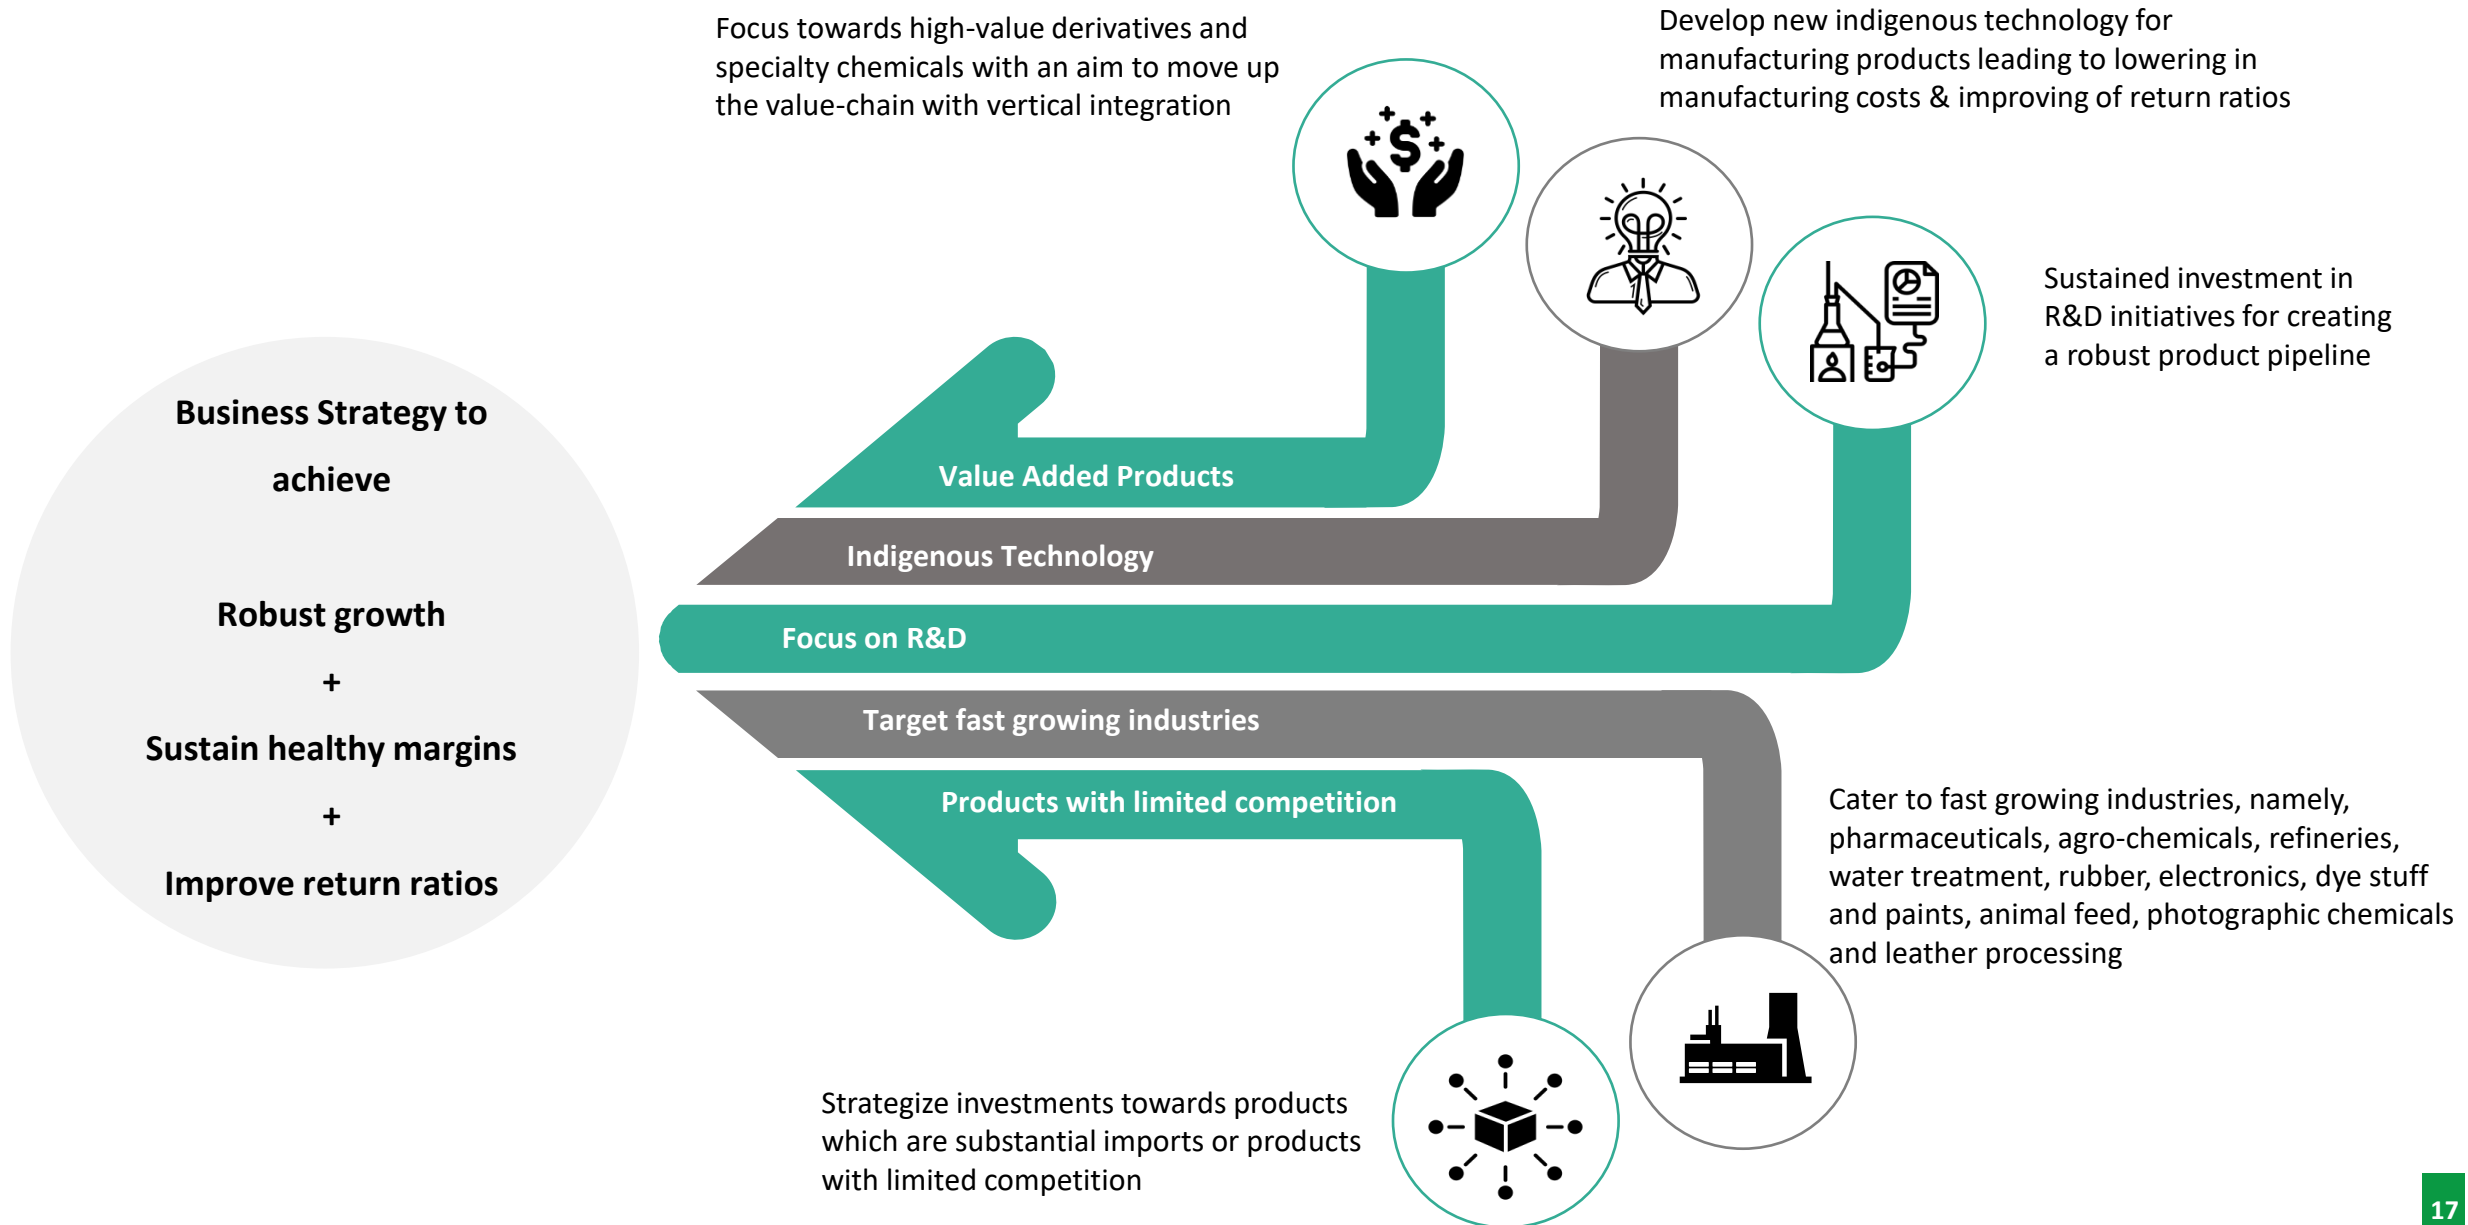 Focus towards high-value derivatives and
specialty chemicals with an aim to move up
the value-chain with vertical integration
Develop new indigenous technology for
manufacturing products leading to lowering in
manufacturing costs & improving of return ratios
Sustained investment in
R&D initiatives for creating
a robust product pipeline
Business Strategy to
achieve
Robust growth
+
Sustain healthy margins
+
Improve return ratios
Value Added Products
Indigenous Technology
Focus on R&D
Target fast growing industries
Products with limited competition
Cater to fast growing industries, namely,
pharmaceuticals, agro-chemicals, refineries,
water treatment, rubber, electronics, dye stuff
and paints, animal feed, photographic chemicals
and leather processing
Strategize investments towards products
which are substantial imports or products
with limited competition
17